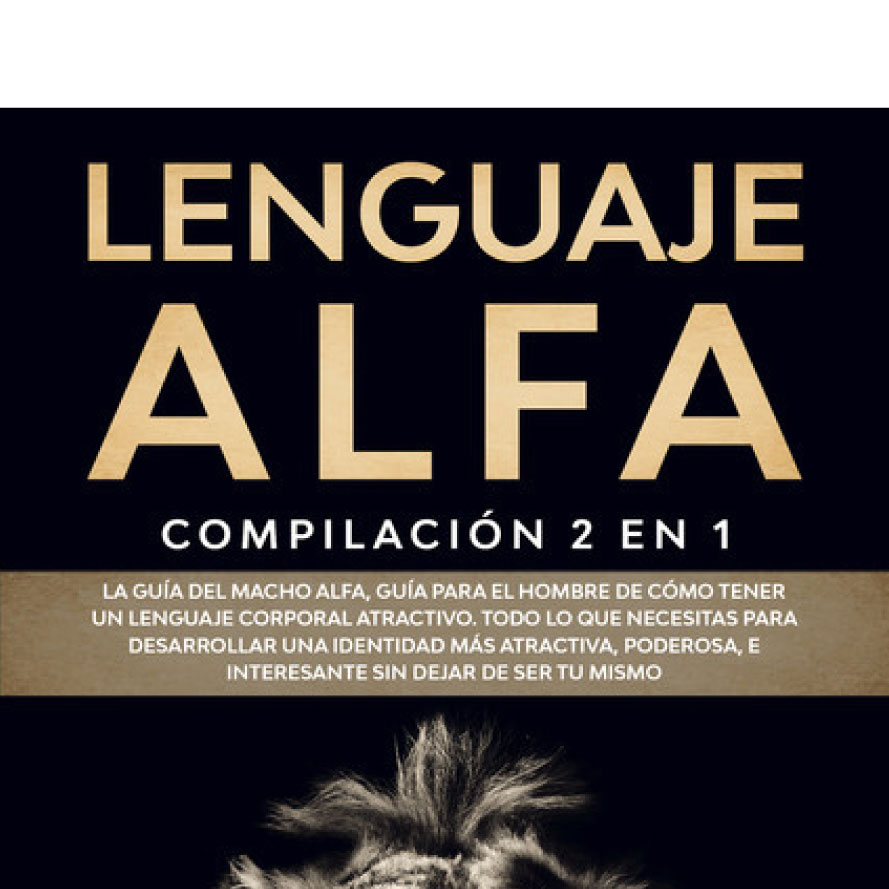 LENGUAJE
ALFA
COMPILACIÓN 2 EN 1
LA GUÍA DEL MACHO ALFA, GUÍA PARA EL HOMBRE DE CÓMO TENER
UN LENGUAJE CORPORAL ATRACTIVO. TODO LO QUE NECESITAS PARA
DESARROLLAR UNA IDENTIDAD MÁS ATRACTIVA, PODEROSA, E
INTERESANTE SIN DEJAR DE SER TU MISMO